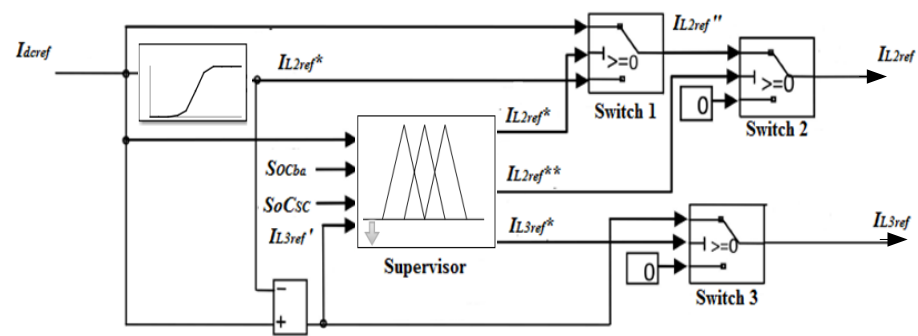 Idcref
IL2ref*
IL2ref"
IL2ref
>=0
Switch 1
0
>=0
Switch 2
IL2ref*
SoCba
SoCSC
IL3ref'
Supervisor
IL2ref**
IL3ref*
IL3ref
>=0
0
Switch 3
-
+